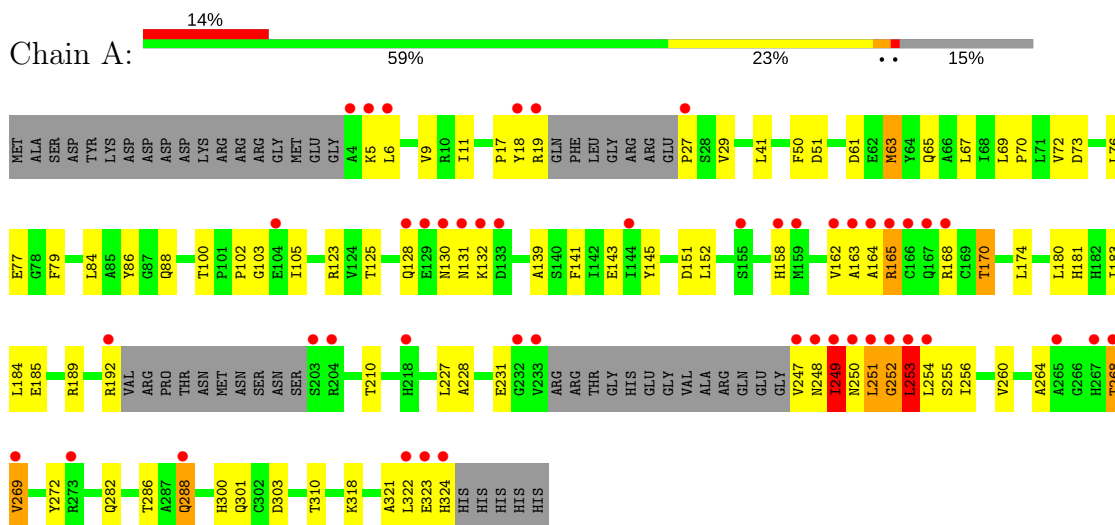 14%
Chain A:
59% 23% • • 15%
MET ALA SER ASP TYR LYS ASP ASP ASP ASP LYS ARG ARG ARG GLY MET GLU GLY A4 K5 L6 V9 R10 I11 P17 Y18 R19 GLN PHE LEU GLY ARG ARG GLU P27 S28 V29 L41 F50 D51 D61 E62 M63 Y64 Q65 A66 L67 I68 L69 P70 L71 V72 D73 L76
E77 G78 F79 L84 A85 Y86 G87 Q88 T100 P101 P102 G103 E104 I105 R123 V124 T125 Q128 E129 N130 N131 K132 D133 A139 S140 F141 I142 E143 I144 Y145 D151 L152 S155 H158 M159 V162 A163 A164 R165 C166 Q167 R168 C169 T170 L174 L180 H181 H182 I183
L184 E185 R189 R192 VAL ARG PRO THR ASN MET ASN SER ASN SER S203 R204 T210 H218 L227 A228 E231 G232 V233 ARG ARG THR GLY HIS GLU GLY VAL ALA ARG GLN GLU GLY V247 N248 I249 N250 L251 G252 L253 L254 S255 I256 V260 A264 A265 G266 H267 T268
V269 Y272 R273 Q282 T286 A287 Q288 H300 Q301 C302 D303 T310 K318 A321 L322 E323 H324 HIS HIS HIS HIS HIS